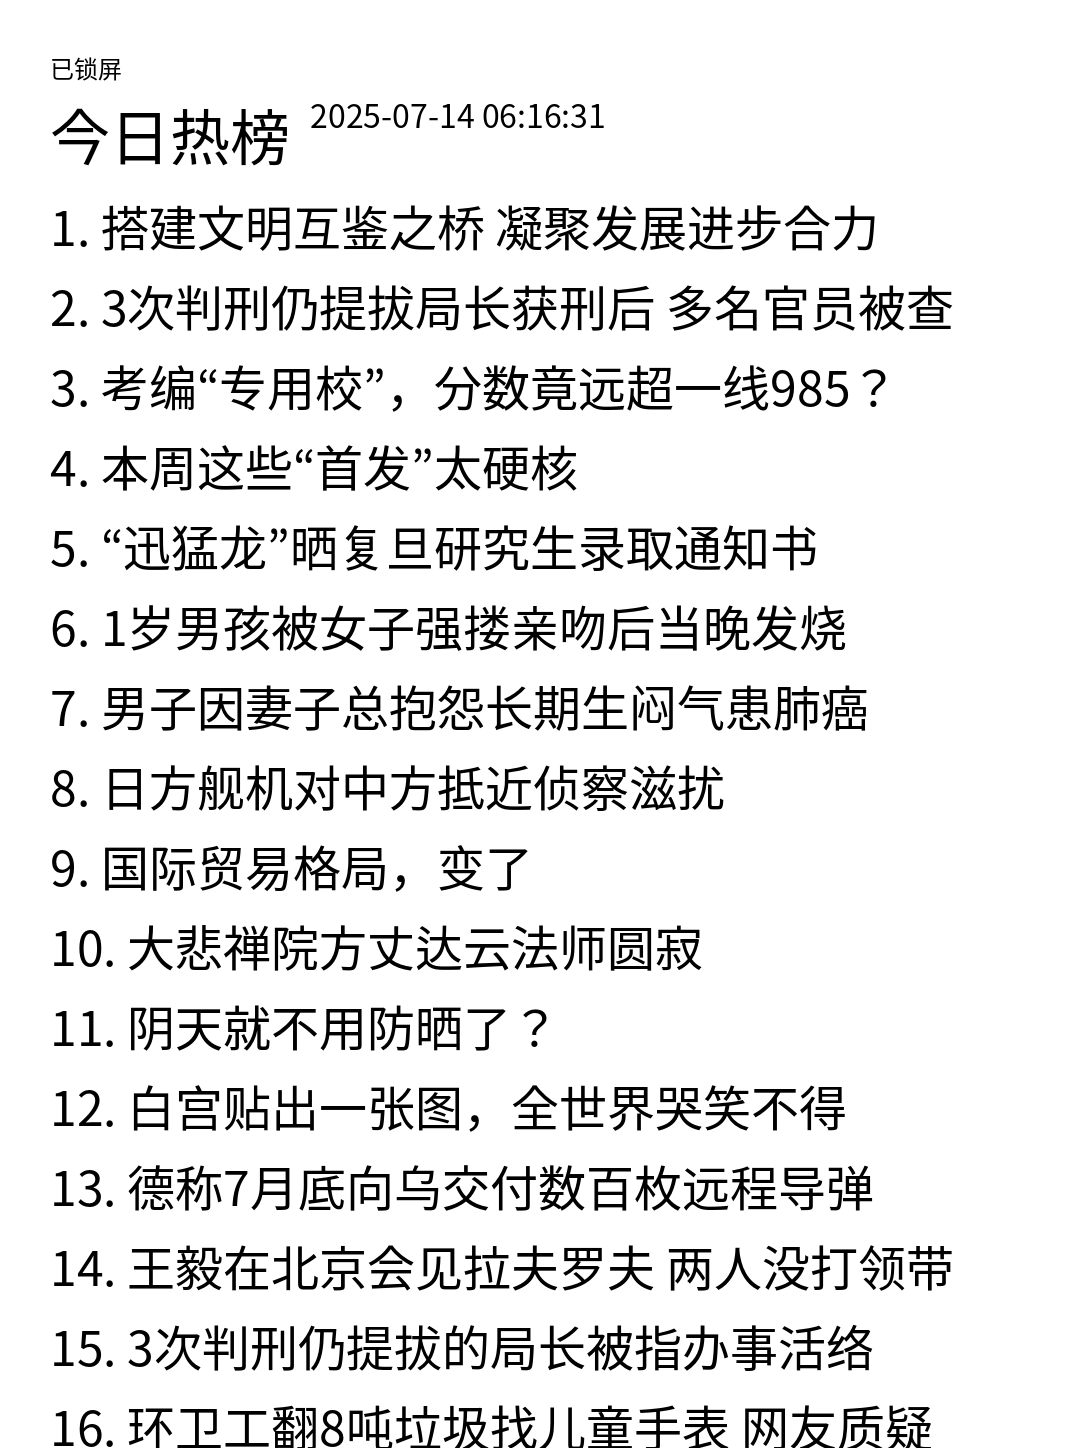 已锁屏
今日热榜 2025-07-14 06:16:31
1. 搭建文明互鉴之桥 凝聚发展进步合力
2. 3次判刑仍提拔局长获刑后 多名官员被查
3. 考编“专用校”，分数竟远超一线985？
4. 本周这些“首发”太硬核
5. “迅猛龙”晒复旦研究生录取通知书
6. 1岁男孩被女子强搂亲吻后当晚发烧
7. 男子因妻子总抱怨长期生闷气患肺癌
8. 日方舰机对中方抵近侦察滋扰
9. 国际贸易格局，变了
10. 大悲禅院方丈达云法师圆寂
11. 阴天就不用防晒了？
12. 白宫贴出一张图，全世界哭笑不得
13. 德称7月底向乌交付数百枚远程导弹
14. 王毅在北京会见拉夫罗夫 两人没打领带
15. 3次判刑仍提拔的局长被指办事活络
16. 环卫工翻8吨垃圾找儿童手表 网友质疑